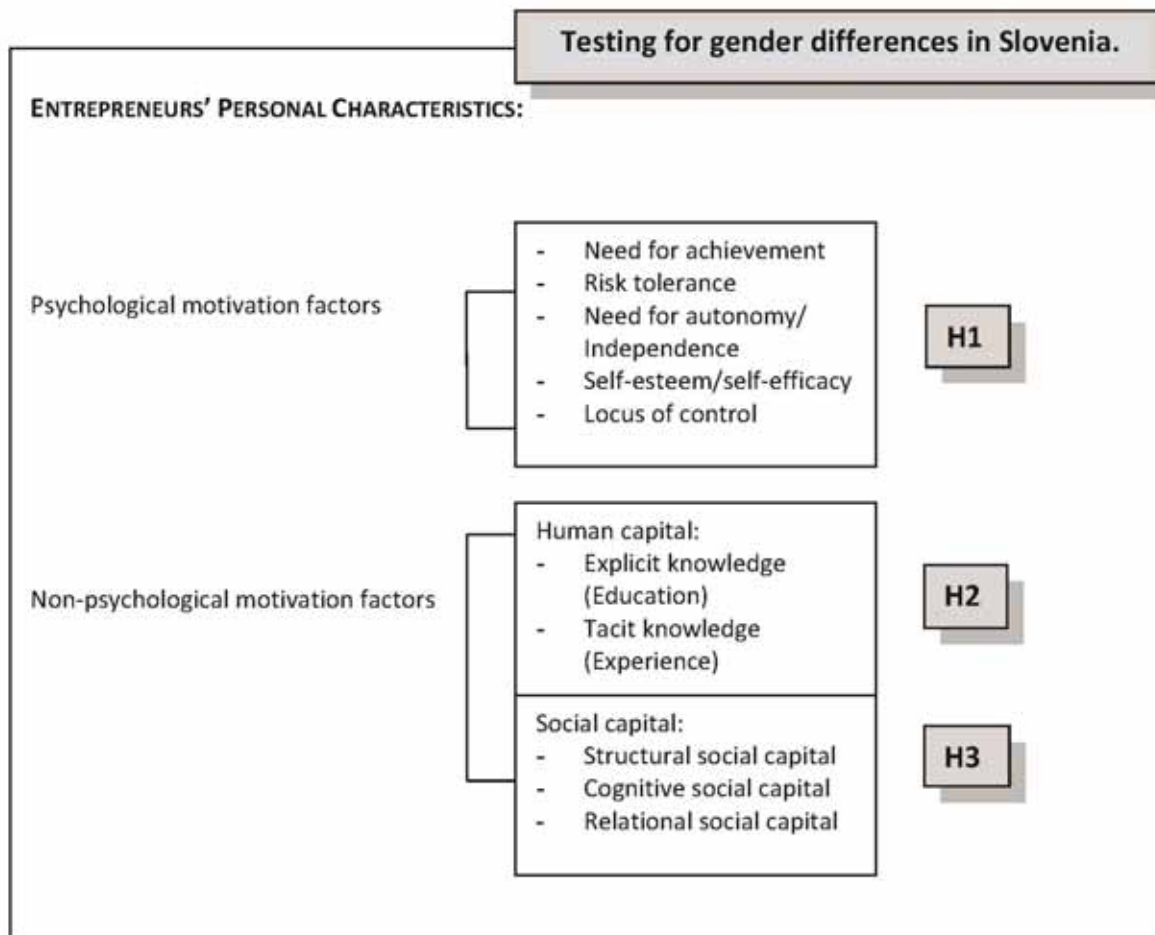 Testing for gender differences in Slovenia.
ENTREPRENEURS' PERSONAL CHARACTERISTICS:
Psychological motivation factors
- Need for achievement
- Risk tolerance
- Need for autonomy/
Independence
- Self-esteem/self-efficacy
- Locus of control
H1
Non-psychological motivation factors
Human capital:
- Explicit knowledge
(Education)
- Tacit knowledge
(Experience)
H2
Social capital:
- Structural social capital
- Cognitive social capital
- Relational social capital
H3